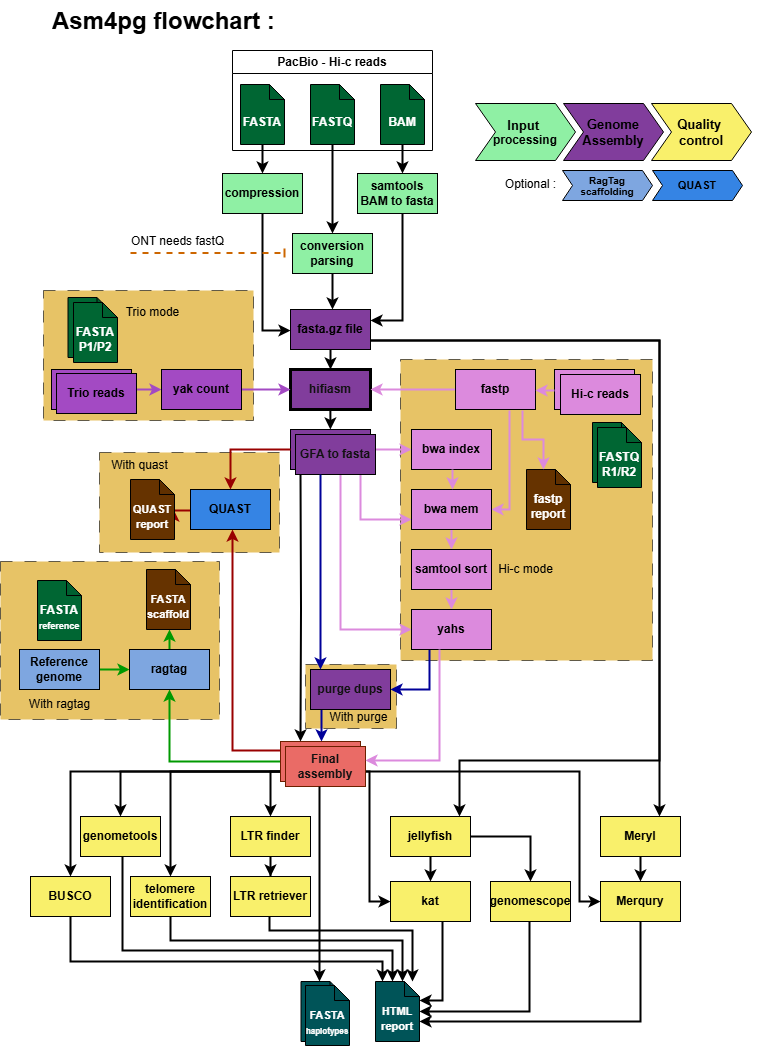 Asm4pg flowchart :
PacBio - Hi-c reads
FASTA
FASTQ
BAM
Input
processing
Genome
Assembly
Quality
control
Optional :
RagTag
scaffolding
QUAST
compression
samtools
BAM to fasta
ONT needs fastQ
conversion
parsing
fasta.gz file
Trio mode
FASTA
P1/P2
Trio reads
yak count
hifiasm
fastp
Hi-c reads
FASTQ
R1/R2
GFA to fasta
bwa index
fastp
report
With quast
QUAST
report
QUAST
bwa mem
samtool sort
Hi-c mode
yahs
FASTA
reference
FASTA
scaffold
Reference
genome
ragtag
With ragtag
purge dups
With purge
Final
assembly
genometools
LTR finder
jellyfish
Meryl
BUSCO
telomere
identification
LTR retriever
kat
genomescope
Merqury
FASTA
haplotypes
HTML
report